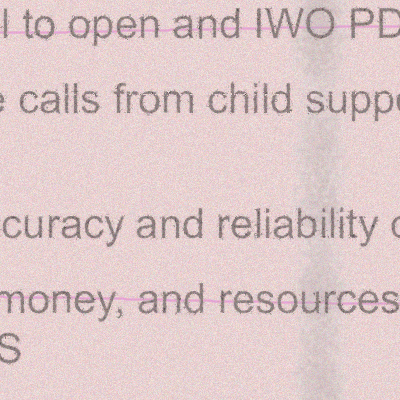 l to open and IWO PD
e calls from child suppo
curacy and reliability o
money, and resources
S